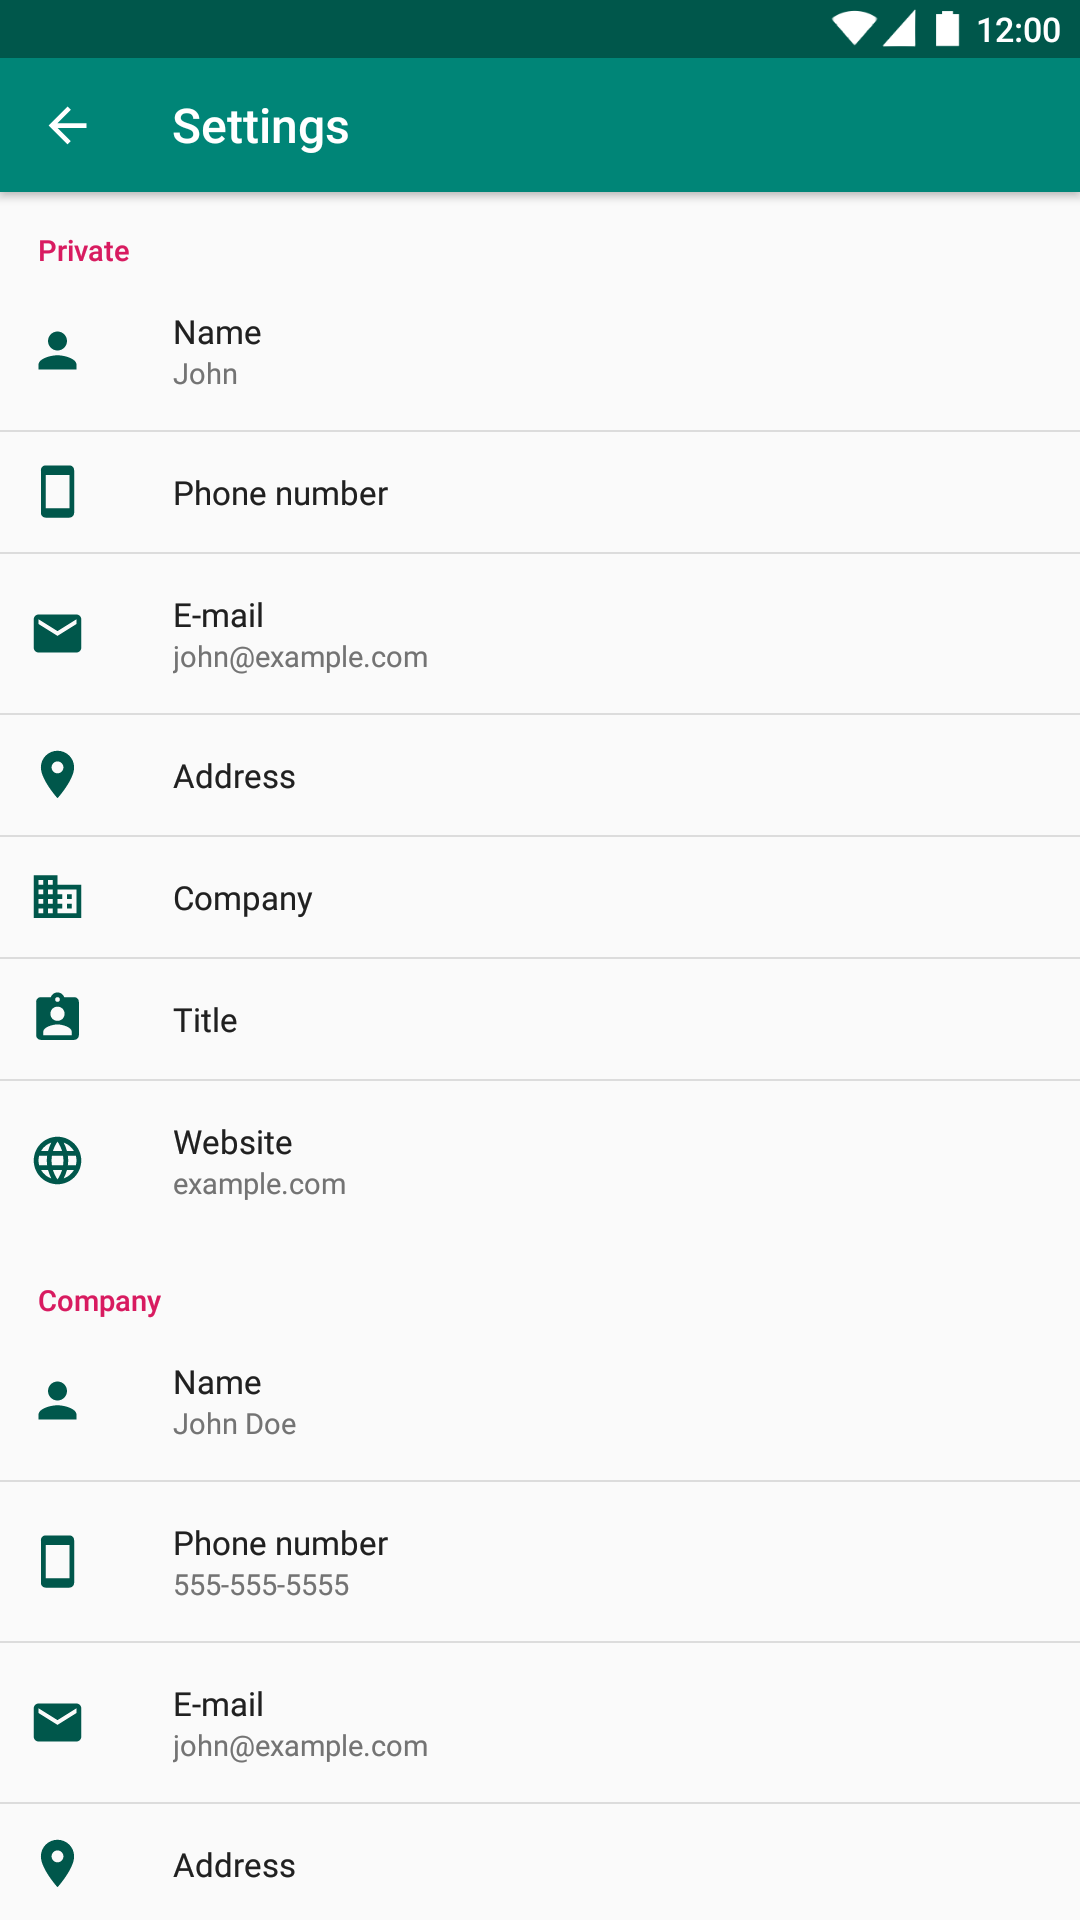 12:00
Settings
Private
Name
John
Phone number
E-mail
john@example.com
Address
Company
Title
Website
example.com
Company
Name
John Doe
Phone number
555-555-5555
E-mail
john@example.com
Address